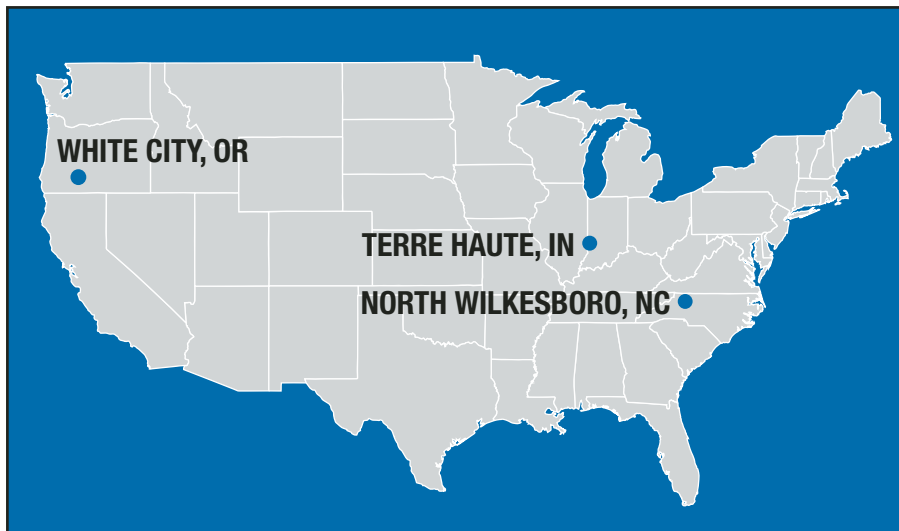 WHITE CITY, OR
TERRE HAUTE, IN
NORTH WILKESBORO, NC